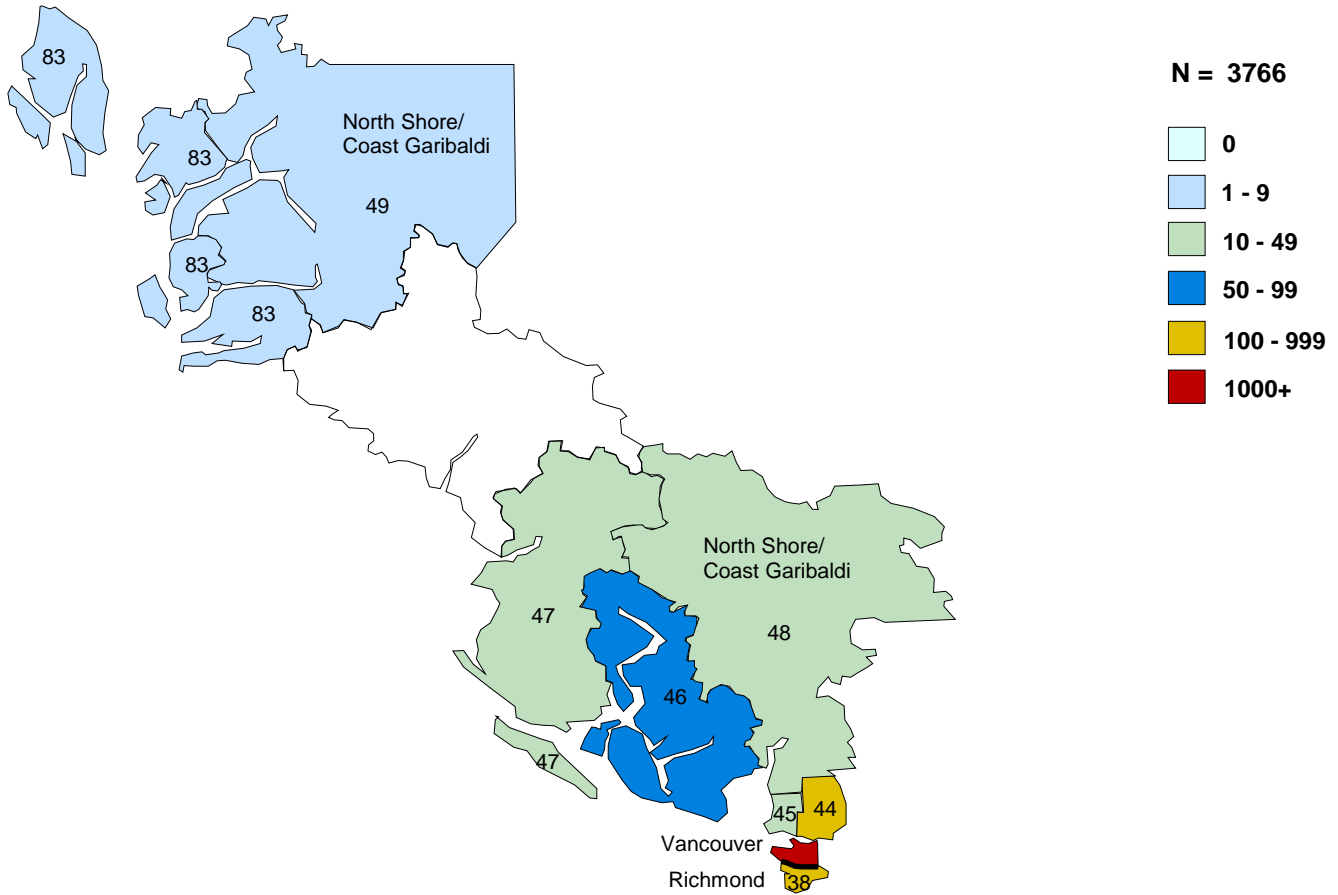 83
N = 3766
North Shore/
Coast Garibaldi
0
83
1 - 9
49
10 - 49
83
50 - 99
83
100 - 999
1000+
North Shore/
Coast Garibaldi
47
48
46
47
45
44
Vancouver
Richmond
38